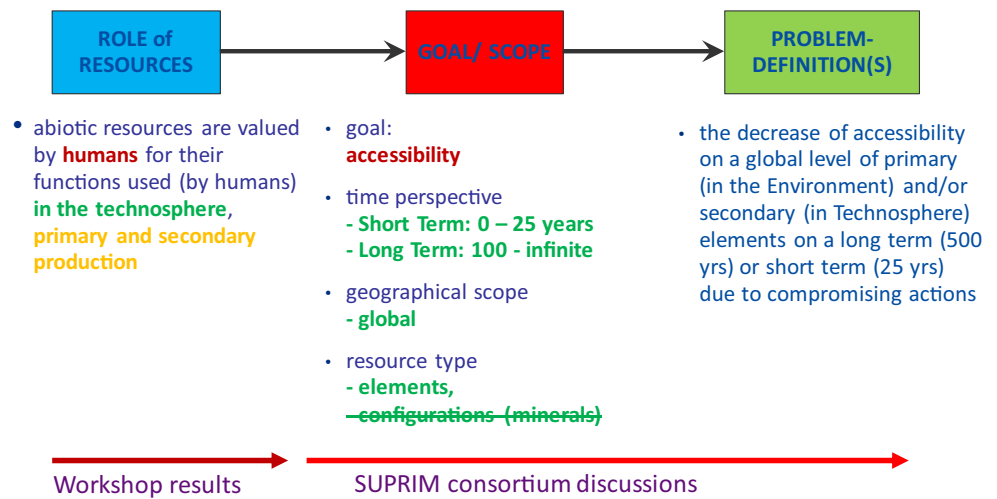 ROLE of
RESOURCES
GOAL/ SCOPE
PROBLEM-
DEFINITION(S)
• abiotic resources are valued
by humans for their
functions used (by humans)
in the technosphere,
primary and secondary
production
• goal:
accessibility
• time perspective
- Short Term: 0 – 25 years
- Long Term: 100 - infinite
• geographical scope
- global
• resource type
- elements,
- configurations (minerals)
• the decrease of accessibility
on a global level of primary
(in the Environment) and/or
secondary (in Technosphere)
elements on a long term (500
yrs) or short term (25 yrs)
due to compromising actions
Workshop results
SUPRIM consortium discussions